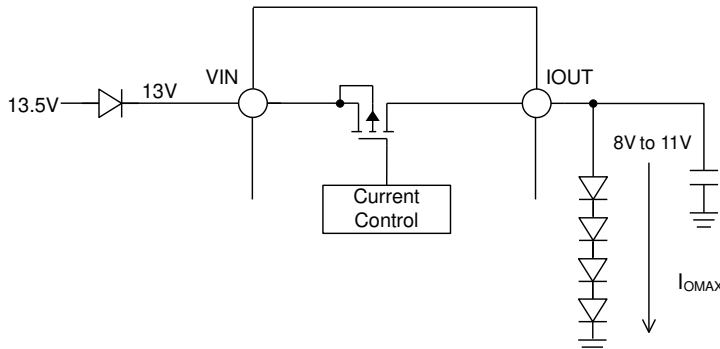 VIN
IOUT
13.5V
13V
8V to 11V
Current
Control
IOMAX